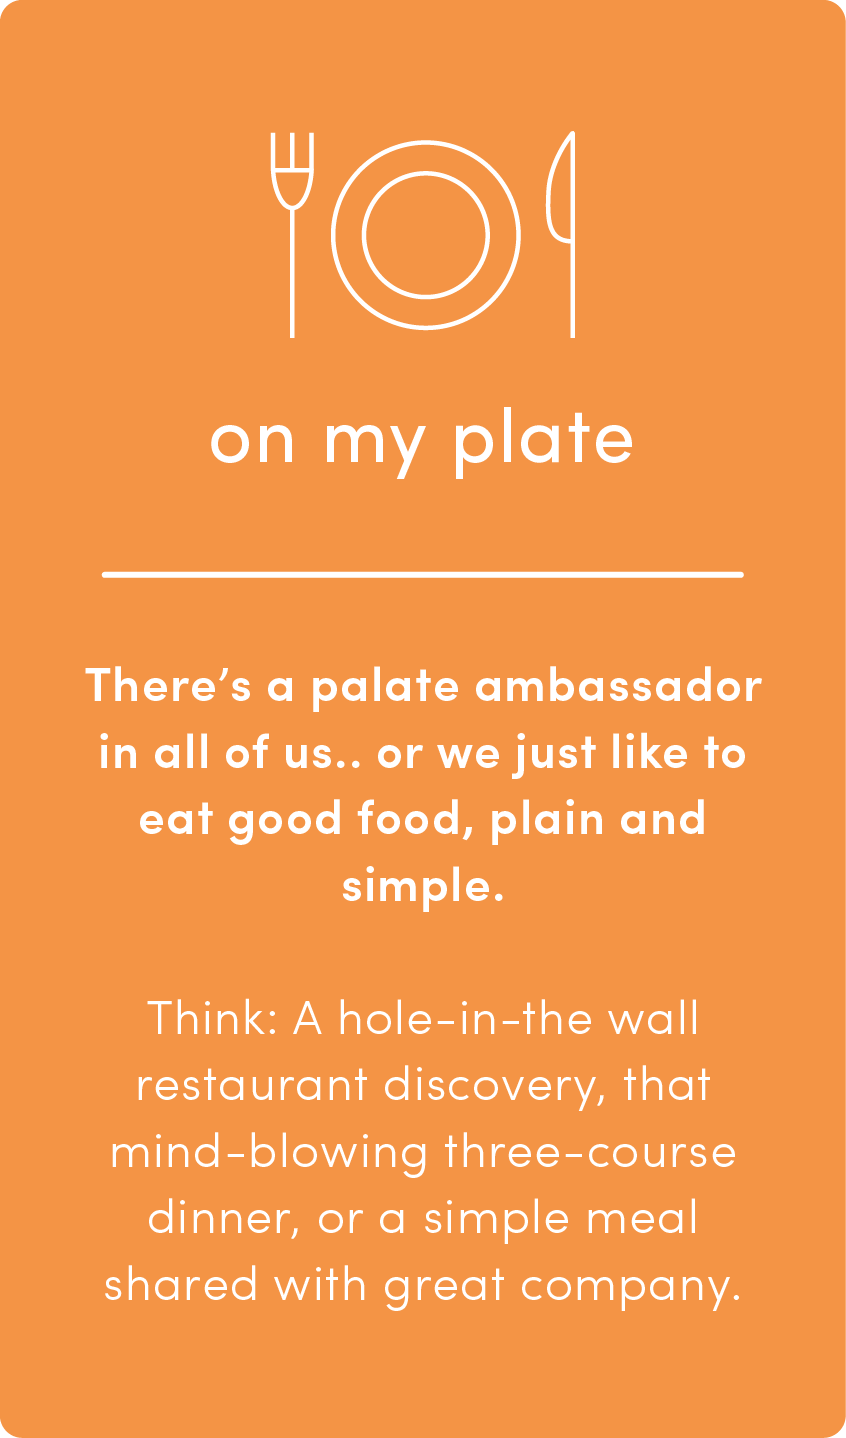 on my plate
There’s a palate ambassador
in all of us.. or we just like to
eat good food, plain and
simple.
Think: A hole-in-the wall
restaurant discovery, that
mind-blowing three-course
dinner, or a simple meal
shared with great company.